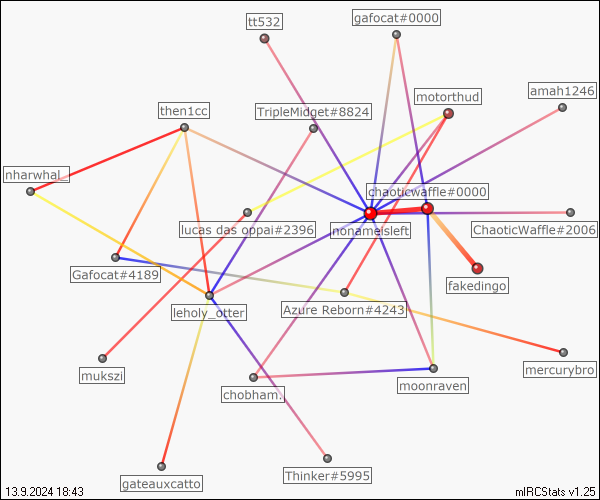 tt532
gafocat#0000
motorthud
amah1246
then1cc
TripleMidget#8824
nharwhal_
chaoticwaffle#0000
lucas das oppai#2396
nonameisleft
ChaoticWaffle#2006
Gafocat#4189
fakedingo
leholy_otter
Azure Reborn#4243
mukszi
mercurybro
chobham.
moonraven
gateauxcatto
Thinker#5995
13.9.2024 18:43
mIRCStats v1.25